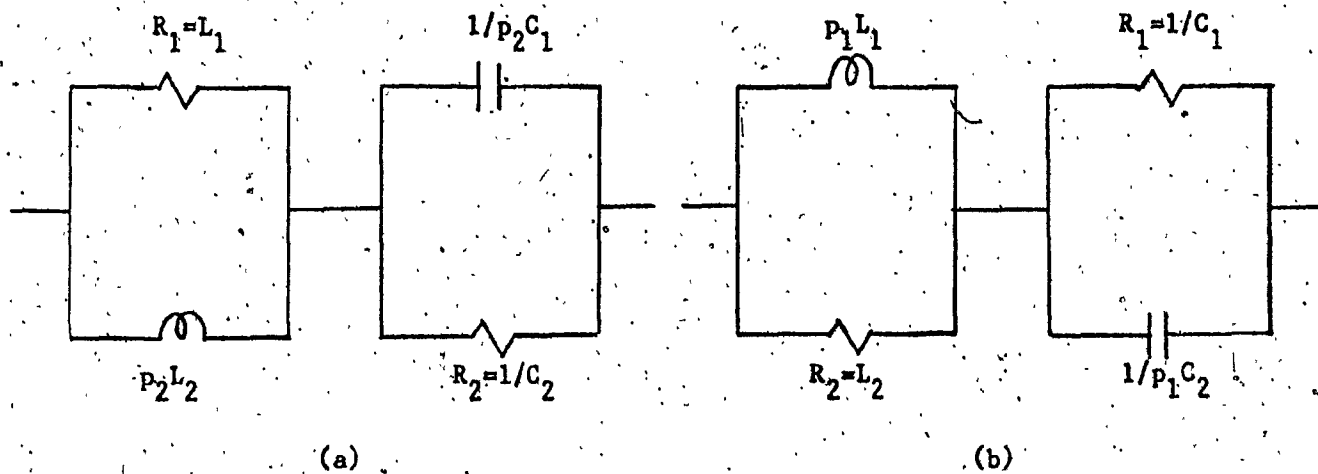 R₁=L₁
1/p₂C₁
p₁L₁
R₁=1/C₁
p₂L₂
R₂=1/C₂
R₂=L₂
1/p₁C₂
(a)
(b)